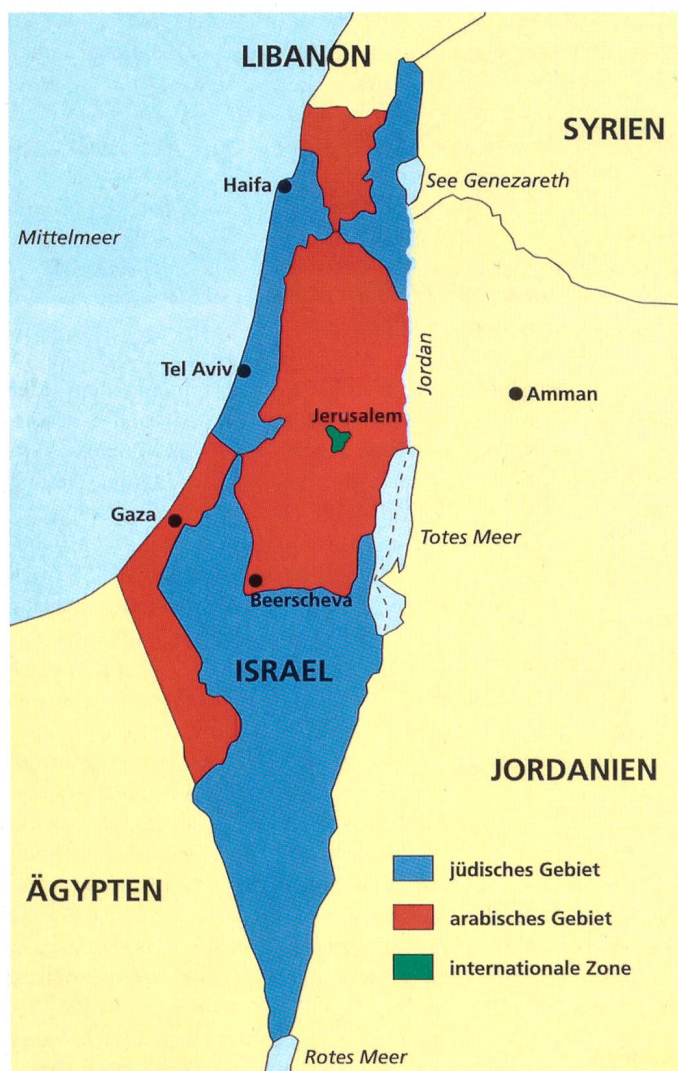 LIBANON
SYRIEN
Haifa
See Genezareth
Mittelmeer
Jordan
Tel Aviv
Amman
Jerusalem
Gaza
Totes Meer
Beerscheva
ISRAEL
JORDANIEN
ÄGYPTEN
jüdisches Gebiet
arabisches Gebiet
internationale Zone
Rotes Meer